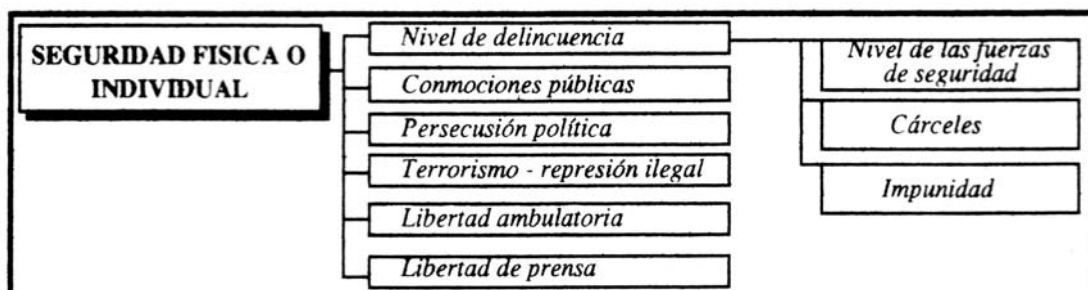 SEGURIDAD FISICA O
INDIVIDUAL
Nivel de delincuencia
Conmociones públicas
Persecusión política
Terrorismo - represión ilegal
Libertad ambulatoria
Libertad de prensa
Nivel de las fuerzas
de seguridad
Cárceles
Impunidad